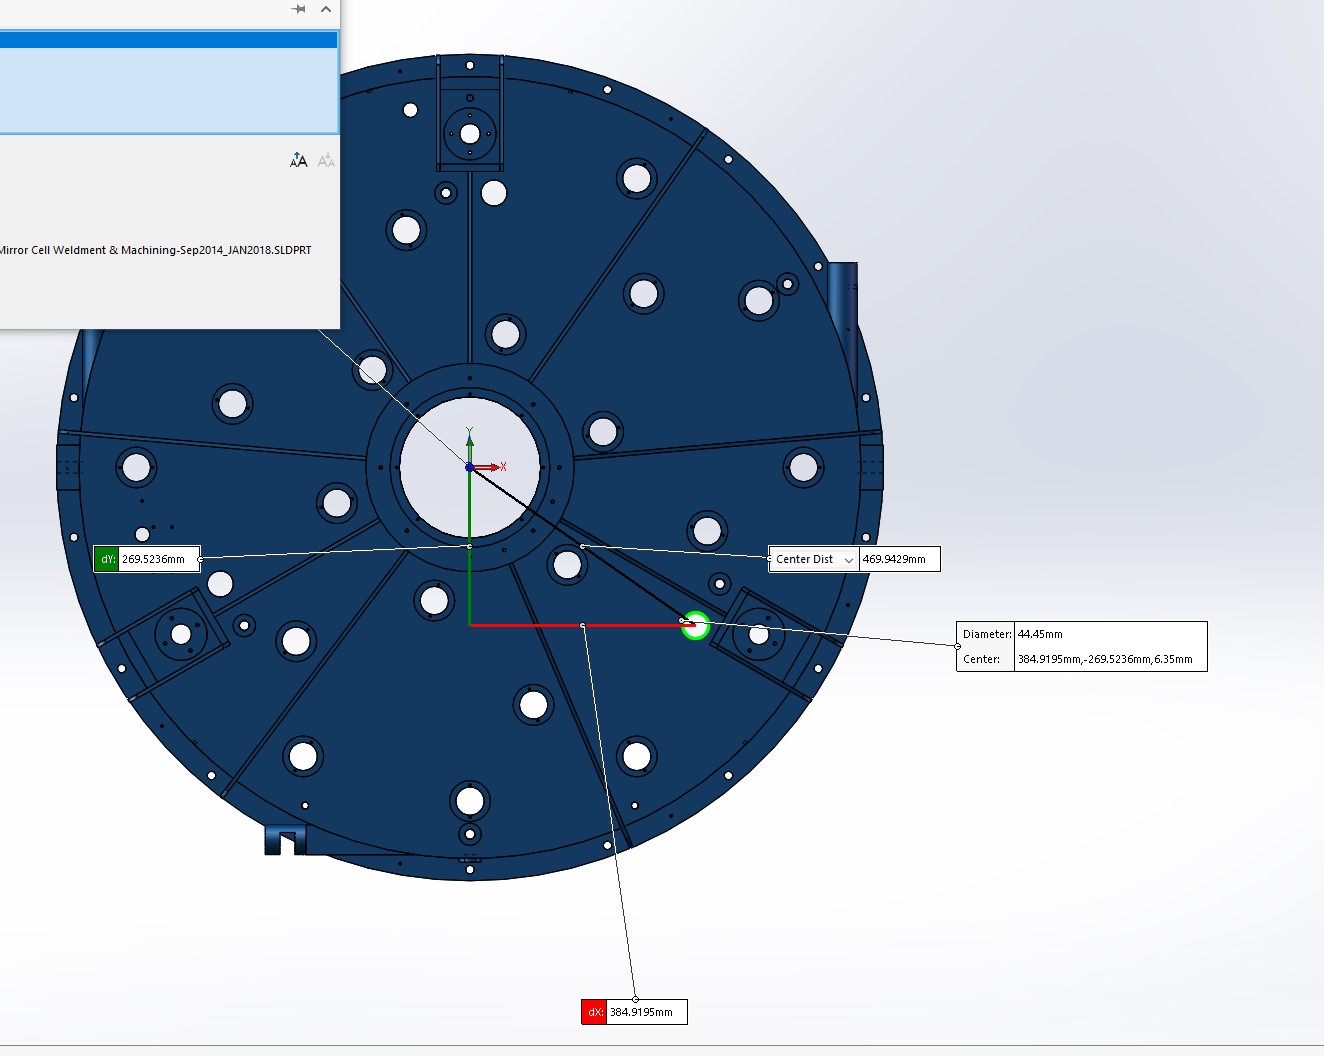 Mirror Cell Weldment & Machining-Sep2014_JAN2018.SLDPRT
Y
X
dY: 269.5236mm
Center Dist 469.9429mm
Diameter: 44.45mm
Center: 384.9195mm,-269.5236mm,6.35mm
dX: 384.9195mm